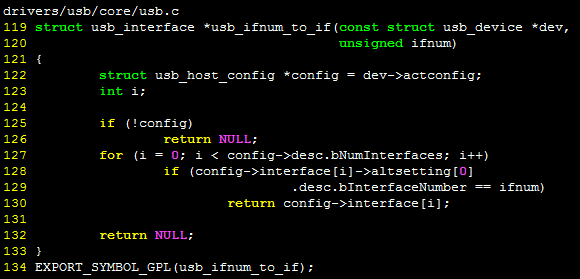 drivers/usb/core/usb.c
119 struct usb_interface *usb_ifnum_to_if(const struct usb_device *dev,
120                                       unsigned ifnum)
121 {
122         struct usb_host_config *config = dev->actconfig;
123         int i;
124
125         if (!config)
126                 return NULL;
127         for (i = 0; i < config->desc.bNumInterfaces; i++)
128                 if (config->interface[i]->altsetting[0]
129                                 .desc.bInterfaceNumber == ifnum)
130                         return config->interface[i];
131
132         return NULL;
133 }
134 EXPORT_SYMBOL_GPL(usb_ifnum_to_if);